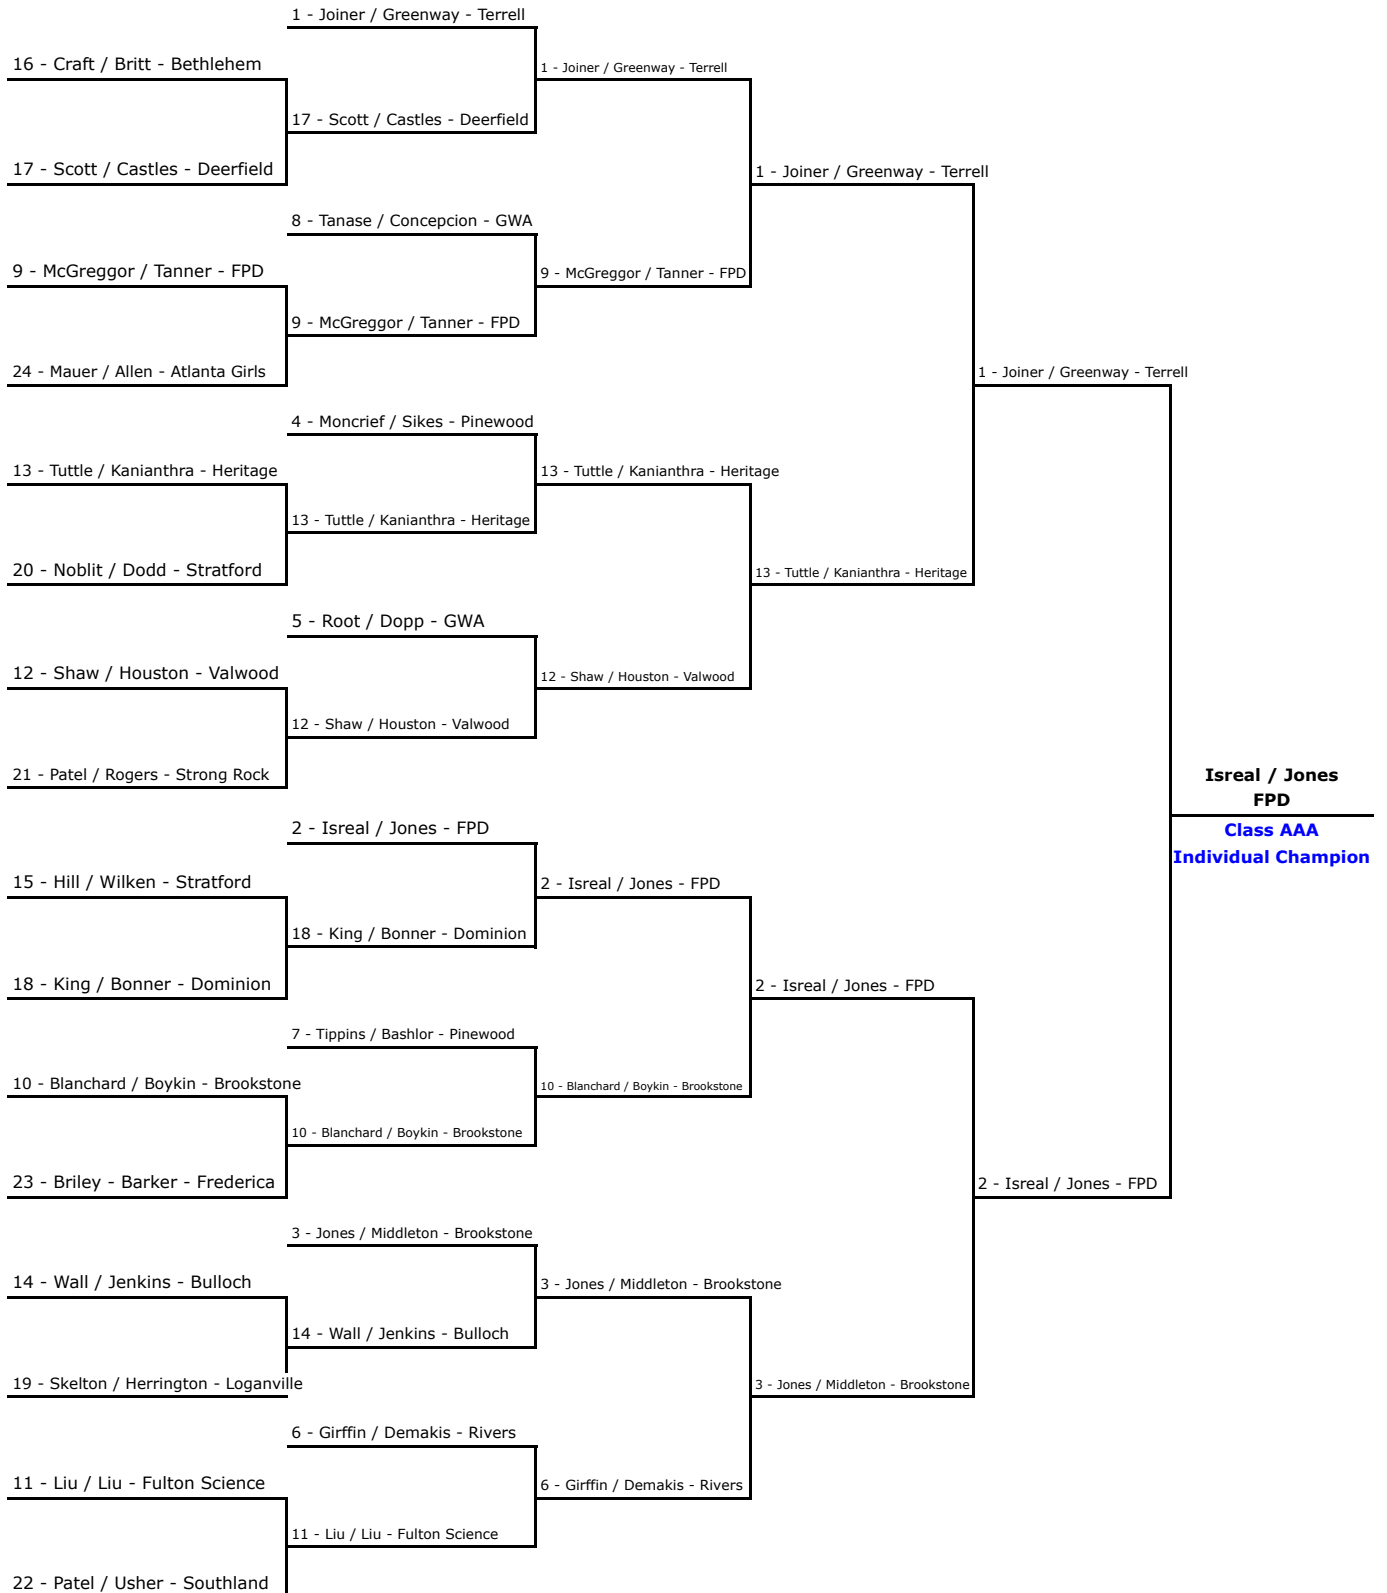 1 - Joiner / Greenway - Terrell
16 - Craft / Britt - Bethlehem
1 - Joiner / Greenway - Terrell
17 - Scott / Castles - Deerfield
17 - Scott / Castles - Deerfield
1 - Joiner / Greenway - Terrell
8 - Tanase / Concepcion - GWA
9 - McGreggor / Tanner - FPD
9 - McGreggor / Tanner - FPD
9 - McGreggor / Tanner - FPD
24 - Mauer / Allen - Atlanta Girls
1 - Joiner / Greenway - Terrell
4 - Moncrief / Sikes - Pinewood
13 - Tuttle / Kanianthra - Heritage
13 - Tuttle / Kanianthra - Heritage
13 - Tuttle / Kanianthra - Heritage
20 - Noblit / Dodd - Stratford
13 - Tuttle / Kanianthra - Heritage
5 - Root / Dopp - GWA
12 - Shaw / Houston - Valwood
12 - Shaw / Houston - Valwood
12 - Shaw / Houston - Valwood
21 - Patel / Rogers - Strong Rock
Isreal / Jones
FPD
Class AAA
Individual Champion
2 - Isreal / Jones - FPD
15 - Hill / Wilken - Stratford
2 - Isreal / Jones - FPD
18 - King / Bonner - Dominion
18 - King / Bonner - Dominion
2 - Isreal / Jones - FPD
7 - Tippins / Bashlor - Pinewood
10 - Blanchard / Boykin - Brookstone
10 - Blanchard / Boykin - Brookstone
10 - Blanchard / Boykin - Brookstone
23 - Briley - Barker - Frederica
2 - Isreal / Jones - FPD
3 - Jones / Middleton - Brookstone
14 - Wall / Jenkins - Bulloch
3 - Jones / Middleton - Brookstone
14 - Wall / Jenkins - Bulloch
19 - Skelton / Herrington - Loganville
3 - Jones / Middleton - Brookstone
6 - Girffin / Demakis - Rivers
11 - Liu / Liu - Fulton Science
6 - Girffin / Demakis - Rivers
11 - Liu / Liu - Fulton Science
22 - Patel / Usher - Southland